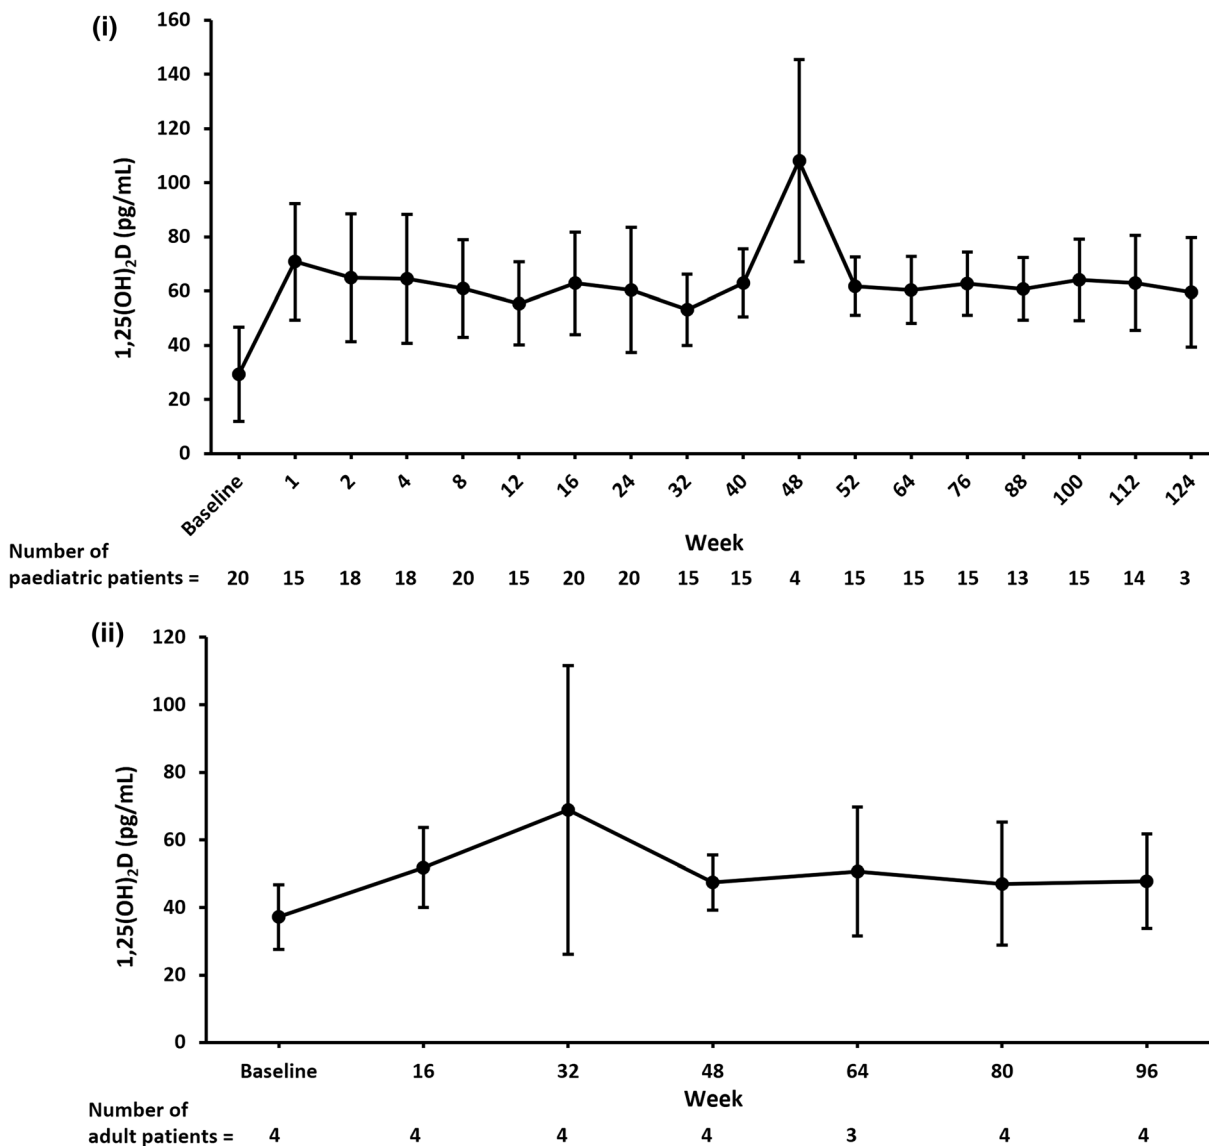 (i)
1,25(OH)₂D (pg/mL)
160
140
120
100
80
60
40
20
0
Baseline 1 2 4 8 12 16 24 32 40 48 52 64 76 88 100 112 124
Week
Number of
paediatric patients = 20 15 18 18 20 15 20 20 15 15 4 15 15 15 13 15 14 3
(ii)
1,25(OH)₂D (pg/mL)
120
100
80
60
40
20
0
Baseline 16 32 48 64 80 96
Week
Number of
adult patients = 4 4 4 4 3 4 4